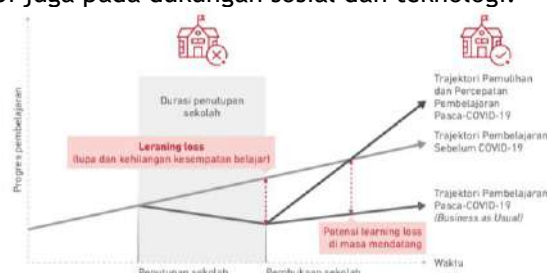 juga pada dukungan sosial dan teknologi.
Durasi penutupan
sekolah
Leraning loss
(lupa dan kehilangan kesempatan belajar)
Progres pembelajaran
Trajektori Pemulihan
dan Percepatan
Pembelajaran
Pasca-COVID-19
Trajektori Pembelajaran
Sebelum COVID-19
Trajektori Pembelajaran
Pasca-COVID-19
(Business as Usual)
Potensi learning loss
di masa mendatang
Waktu
Penutupan sekolah
Pembukaan sekolah